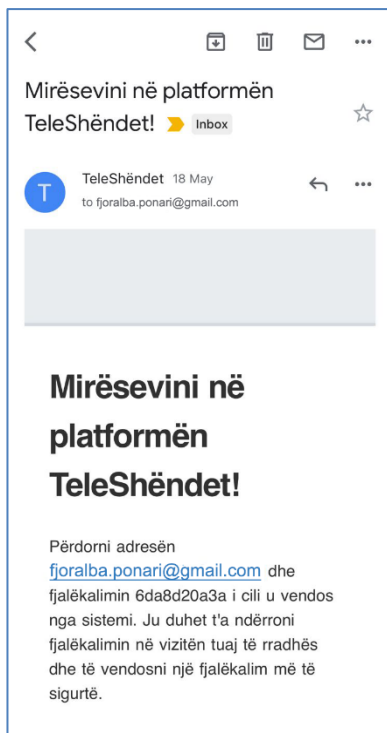 Mirësevini në platformën
TeleShëndet! Inbox
TeleShëndet 18 May
to fjoralba.ponari@gmail.com
T
Mirësevini në
platformën
TeleShëndet!
Përdorni adresën
fjoralba.ponari@gmail.com dhe
fjalëkalimin 6da8d20a3a i cili u vendos
nga sistemi. Ju duhet t'a ndërroni
fjalëkalimin në vizitën tuaj të rradhës
dhe të vendosni një fjalëkalim më të
sigurtë.